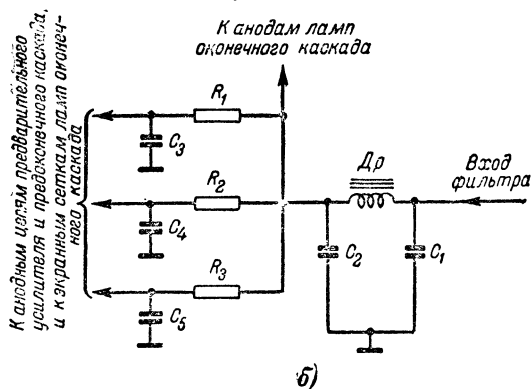 К анодам ламп
оконечного каскада
К анодным цепям предварительного
усилителя и предоконечного каскада,
и к экранным сеткам ламп оконеч-
ного каскада
R1
C3
R2
C4
R3
C5
Др
Вход
фильтра
C2
C1
б)